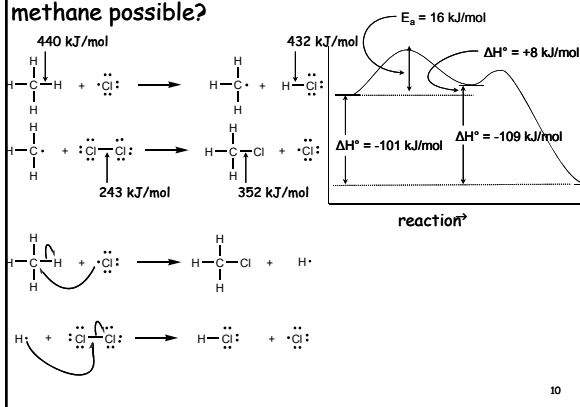 methane possible?
440 kJ/mol
432 kJ/mol
Ea = 16 kJ/mol
ΔH° = +8 kJ/mol
H
H C H + ·Cl: → H C· + H Cl:
H
H
H
H C· + :Cl Cl: → H C Cl + ·Cl:
H
ΔH° = -101 kJ/mol
ΔH° = -109 kJ/mol
243 kJ/mol
352 kJ/mol
reaction→
H
H C H + ·Cl: → H C Cl + H·
H
H· + :Cl Cl: → H Cl: + ·Cl:
10